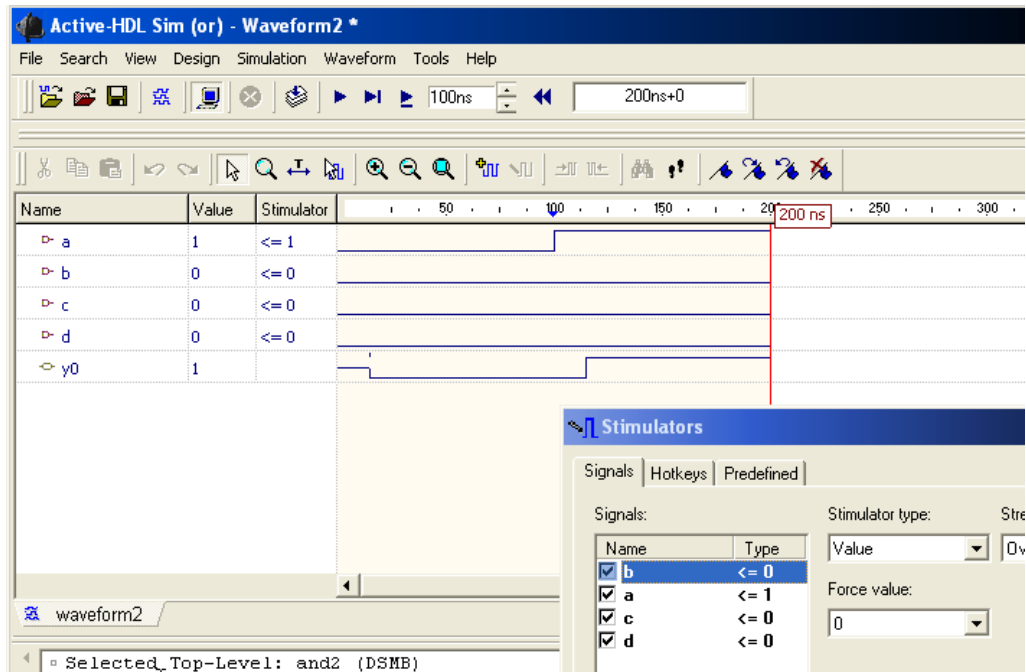 Active-HDL Sim (or) - Waveform2 *
File Search View Design Simulation Waveform Tools Help
100ns 200ns+0
Name Value Stimulator 50 100 150 200 ns 250 300
a 1 <= 1
b 0 <= 0
c 0 <= 0
d 0 <= 0
y0 1
Stimulators
Signals Hotkeys Predefined
Signals: Stimulator type: Stre
Name Type Value Ov
b <= 0
a <= 1 Force value:
c <= 0 0
d <= 0
waveform2
Selected Top-Level: and2 (DSMB)